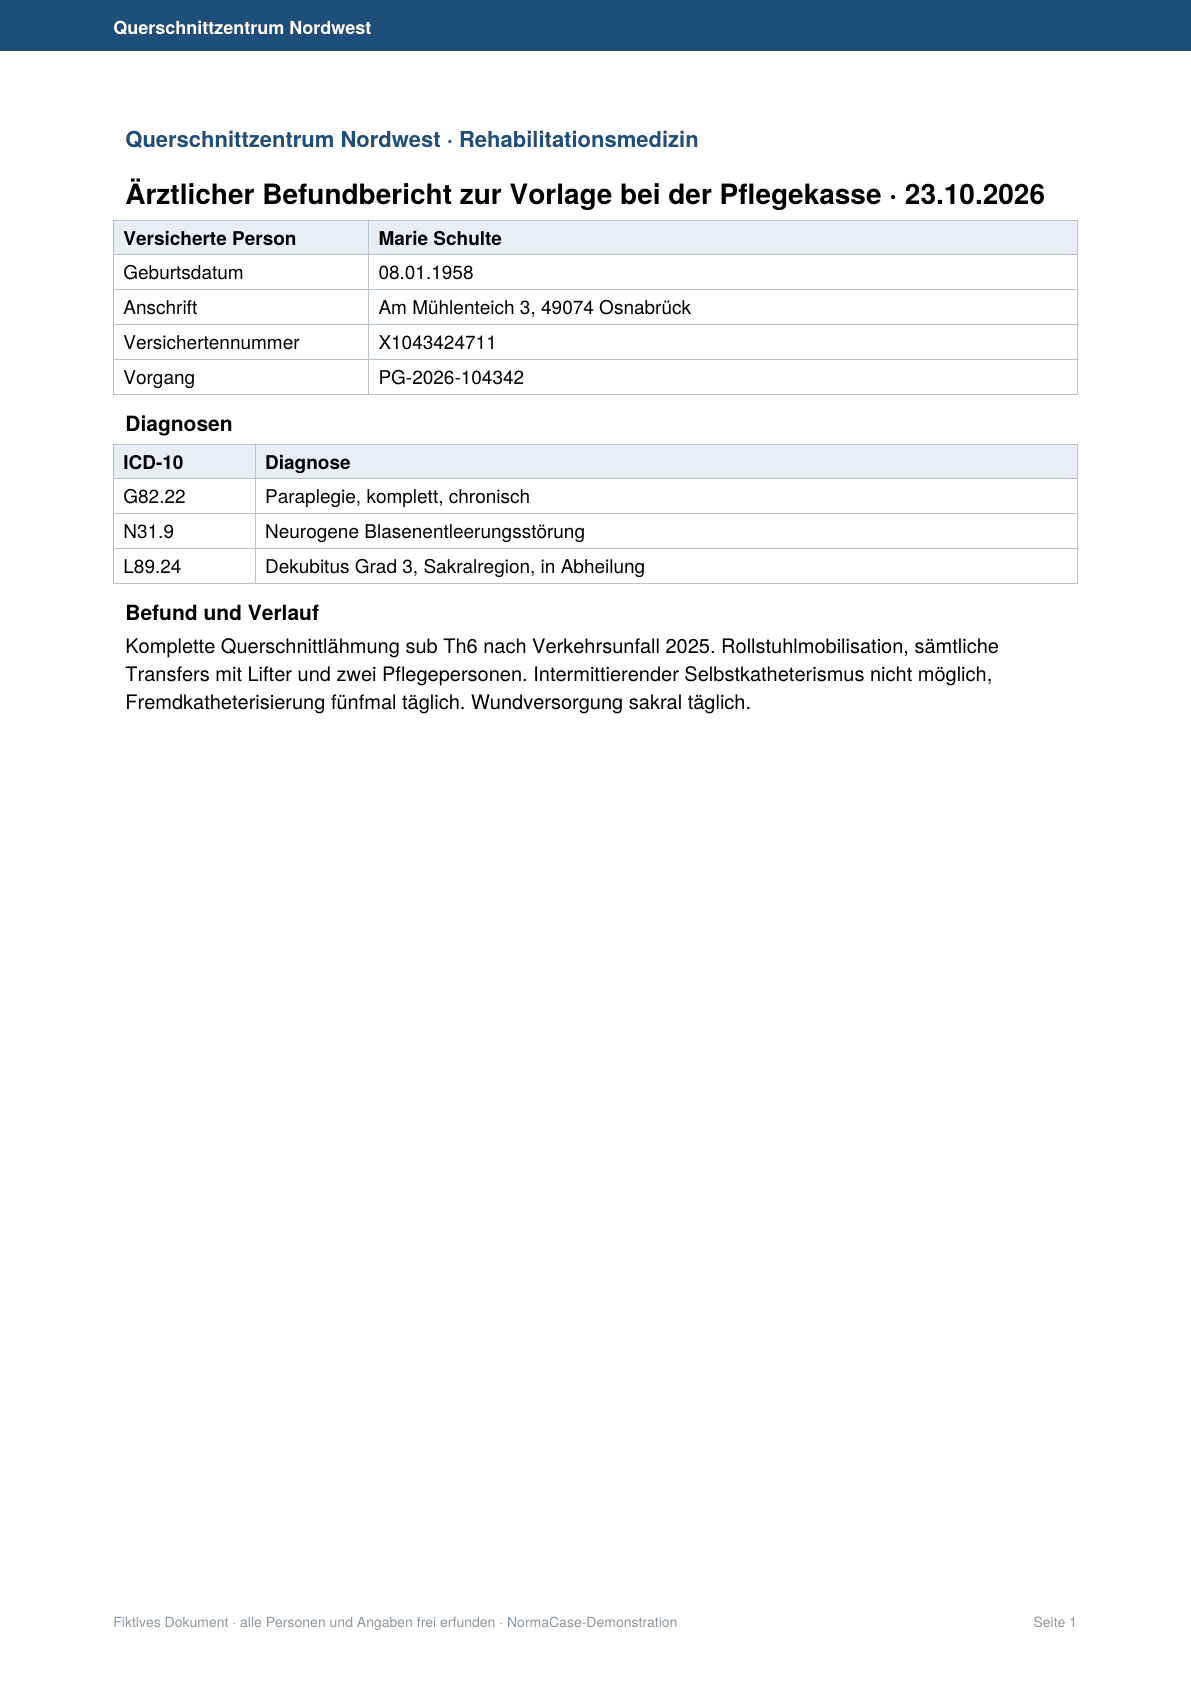 Querschnittzentrum Nordwest
Querschnittzentrum Nordwest · Rehabilitationsmedizin
Ärztlicher Befundbericht zur Vorlage bei der Pflegekasse · 23.10.2026
Versicherte Person Marie Schulte
Geburtsdatum 08.01.1958
Anschrift Am Mühlenteich 3, 49074 Osnabrück
Versichertennummer X1043424711
Vorgang PG-2026-104342
Diagnosen
ICD-10 Diagnose
G82.22 Paraplegie, komplett, chronisch
N31.9 Neurogene Blasenentleerungsstörung
L89.24 Dekubitus Grad 3, Sakralregion, in Abheilung
Befund und Verlauf
Komplette Querschnittlähmung sub Th6 nach Verkehrsunfall 2025. Rollstuhlmobilisation, sämtliche
Transfers mit Lifter und zwei Pflegepersonen. Intermittierender Selbstkatheterismus nicht möglich,
Fremdkatheterisierung fünfmal täglich. Wundversorgung sakral täglich.
Fiktives Dokument · alle Personen und Angaben frei erfunden · NormaCase-Demonstration Seite 1